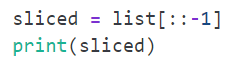 sliced = list[::-1]
print(sliced)